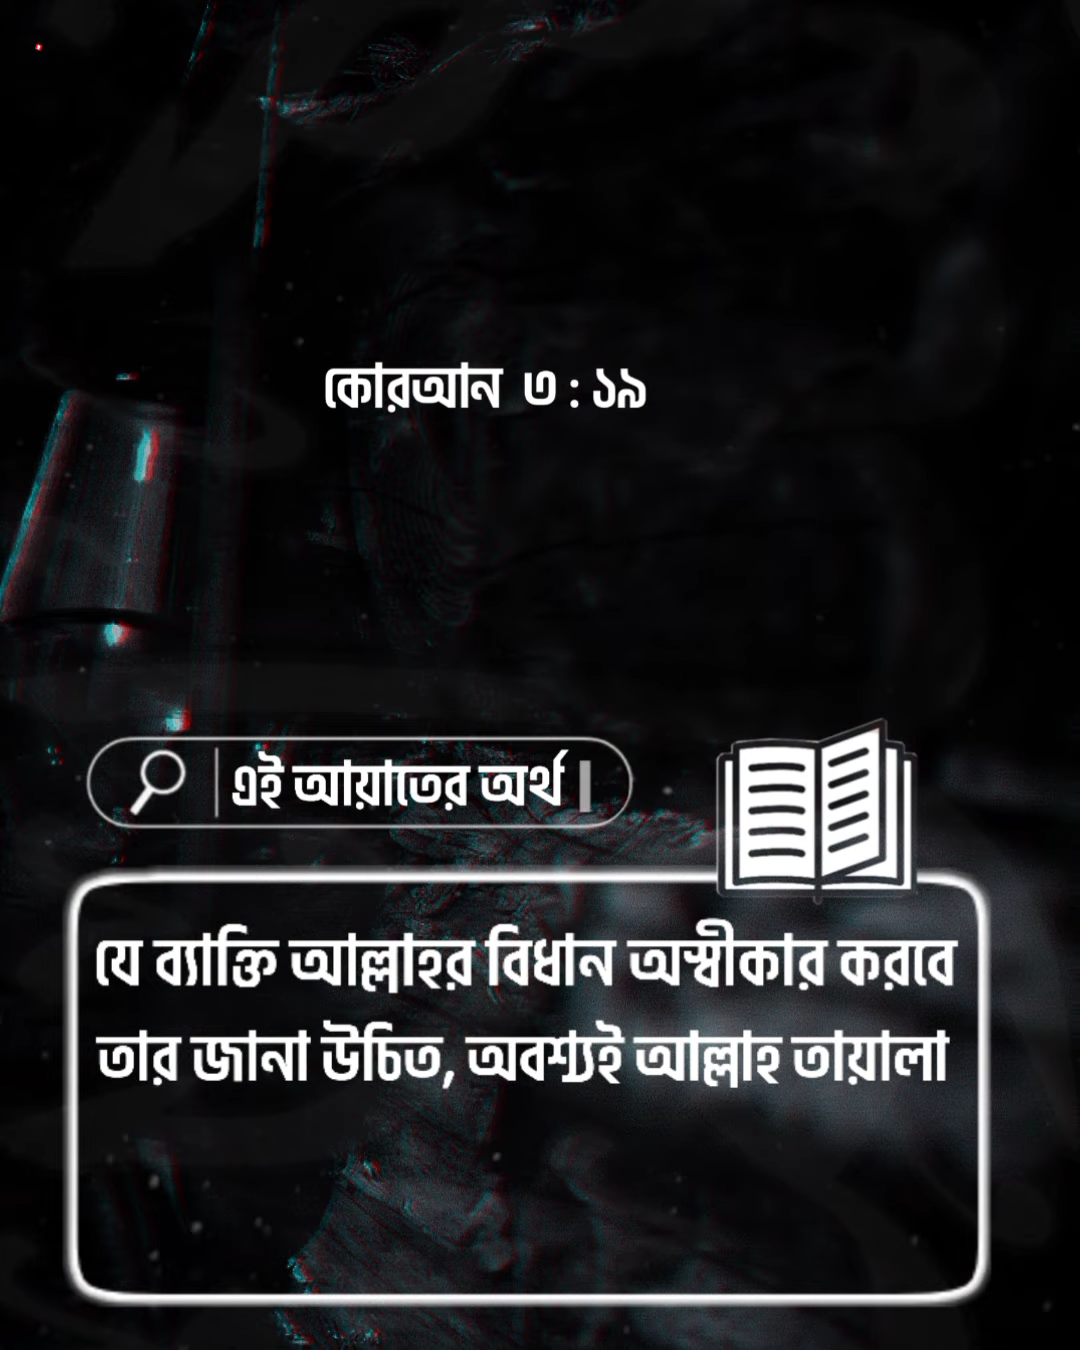 কোরআন ৩ : ১৯
এই আয়াতের অর্থ
যে ব্যাক্তি আল্লাহর বিধান অস্বীকার করবে
তার জানা উচিত, অবশ্যই আল্লাহ তায়ালা